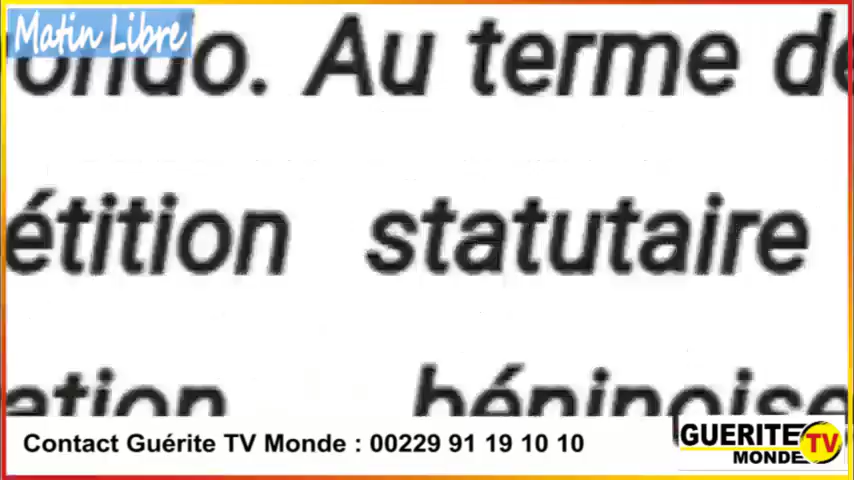 Matin Libre
ondo. Au terme de
étition statutaire
ation béninoise
Contact Guérite TV Monde : 00229 91 19 10 10
GUERITE TV
MONDE